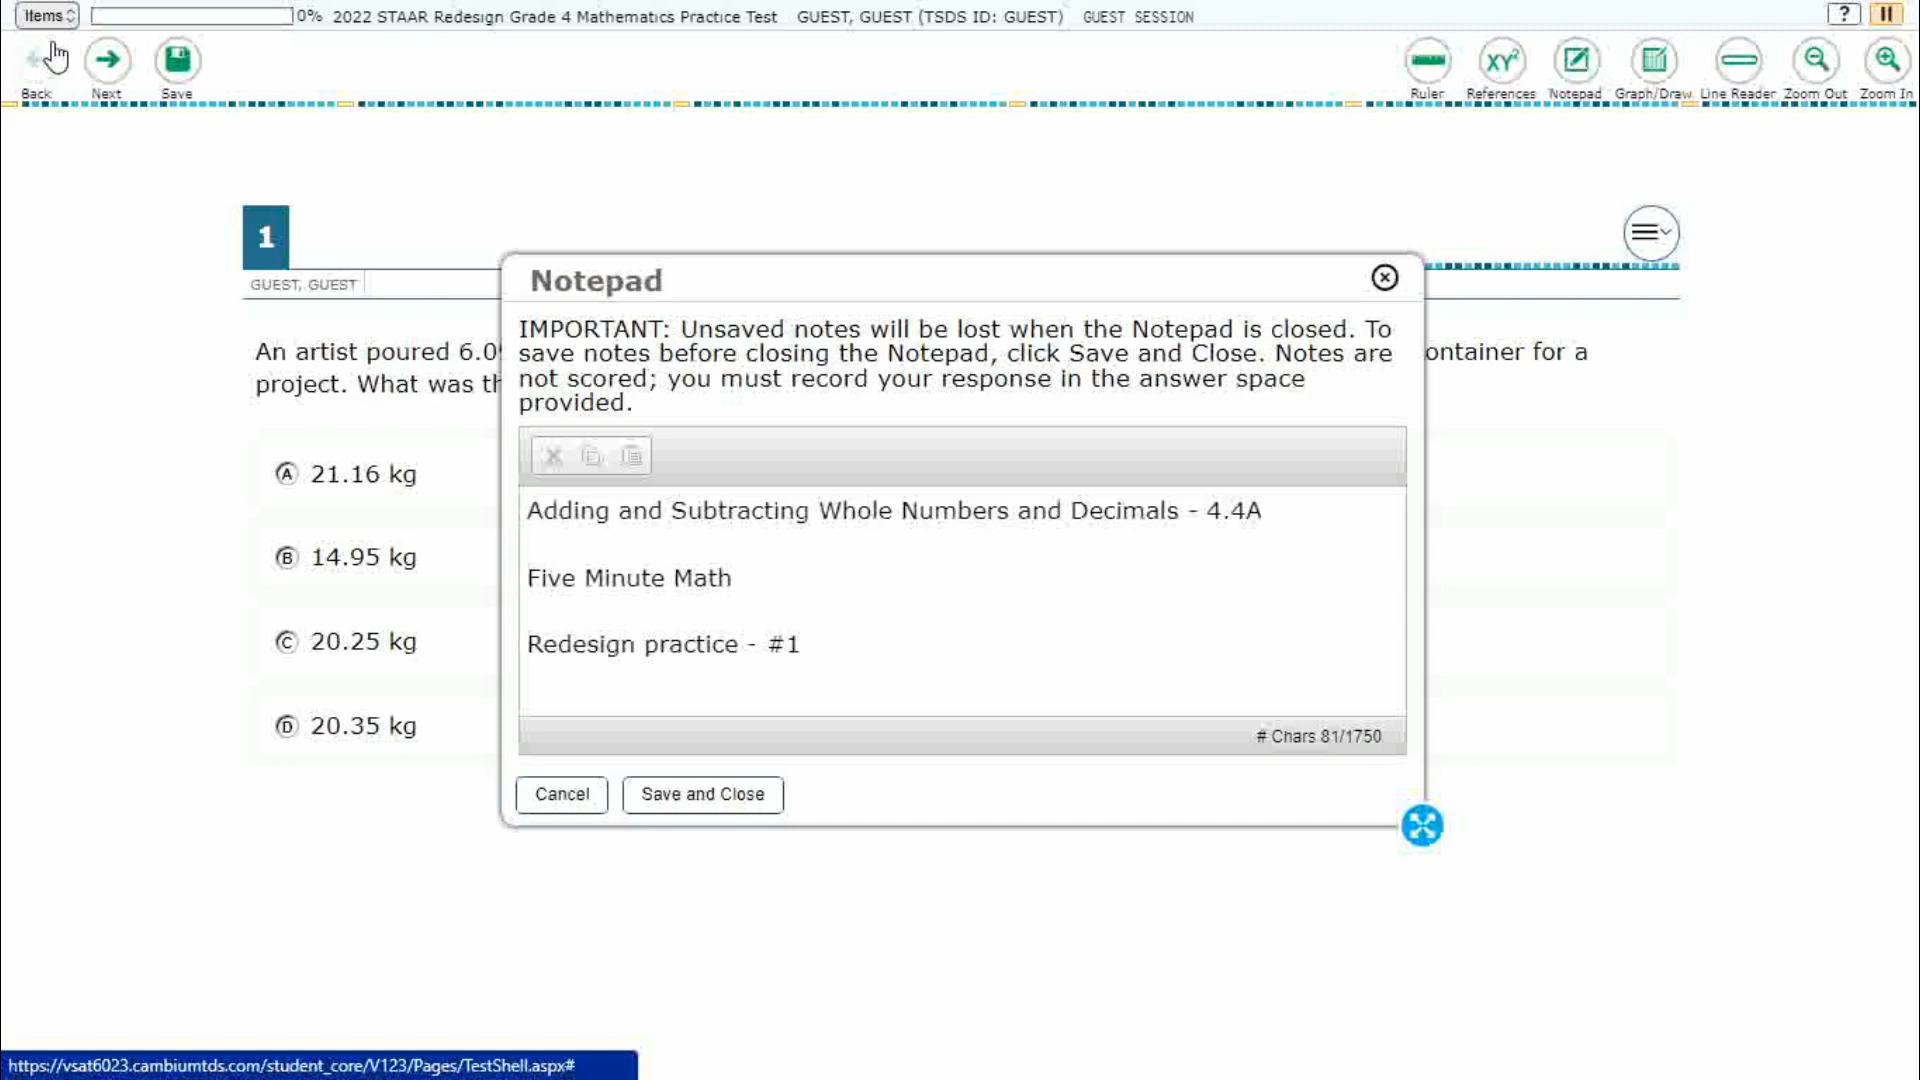 Items
0% 2022 STAAR Redesign Grade 4 Mathematics Practice Test GUEST, GUEST (TSDS ID: GUEST) GUEST SESSION
?
Back Next Save
XY²
Ruler References Notepad Graph/Draw Line Reader Zoom Out Zoom In
1
GUEST, GUEST
An artist poured 6.0
ontainer for a
project. What was th
A 21.16 kg
B 14.95 kg
C 20.25 kg
D 20.35 kg
Notepad
IMPORTANT: Unsaved notes will be lost when the Notepad is closed. To
save notes before closing the Notepad, click Save and Close. Notes are
not scored; you must record your response in the answer space
provided.
Adding and Subtracting Whole Numbers and Decimals - 4.4A
Five Minute Math
Redesign practice - #1
# Chars 81/1750
Cancel Save and Close
https://vsat6023.cambiumtds.com/student_core/V123/Pages/TestShell.aspx#